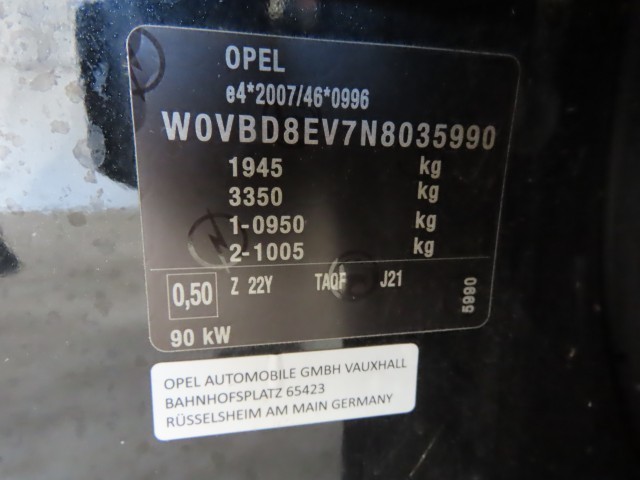 OPEL
e4*2007/46*0996
W0VBD8EV7N8035990
1945 kg
3350 kg
1-0950 kg
2-1005 kg
0,50 Z 22Y TAQF J21
5990
90 kW
OPEL AUTOMOBILE GMBH VAUXHALL
BAHNHOFSPLATZ 65423
RÜSSELSHEIM AM MAIN GERMANY